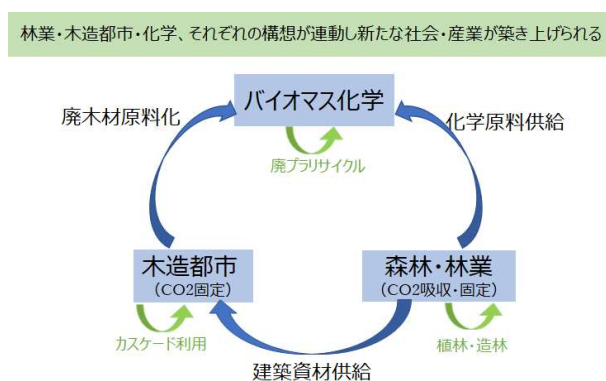 林業・木造都市・化学、それぞれの構想が連動し新たな社会・産業が築き上げられる
バイオマス化学
廃木材原料化
化学原料供給
廃プラリサイクル
木造都市
（CO2固定）
森林・林業
（CO2吸収・固定）
カスケード利用
植林・造林
建築資材供給